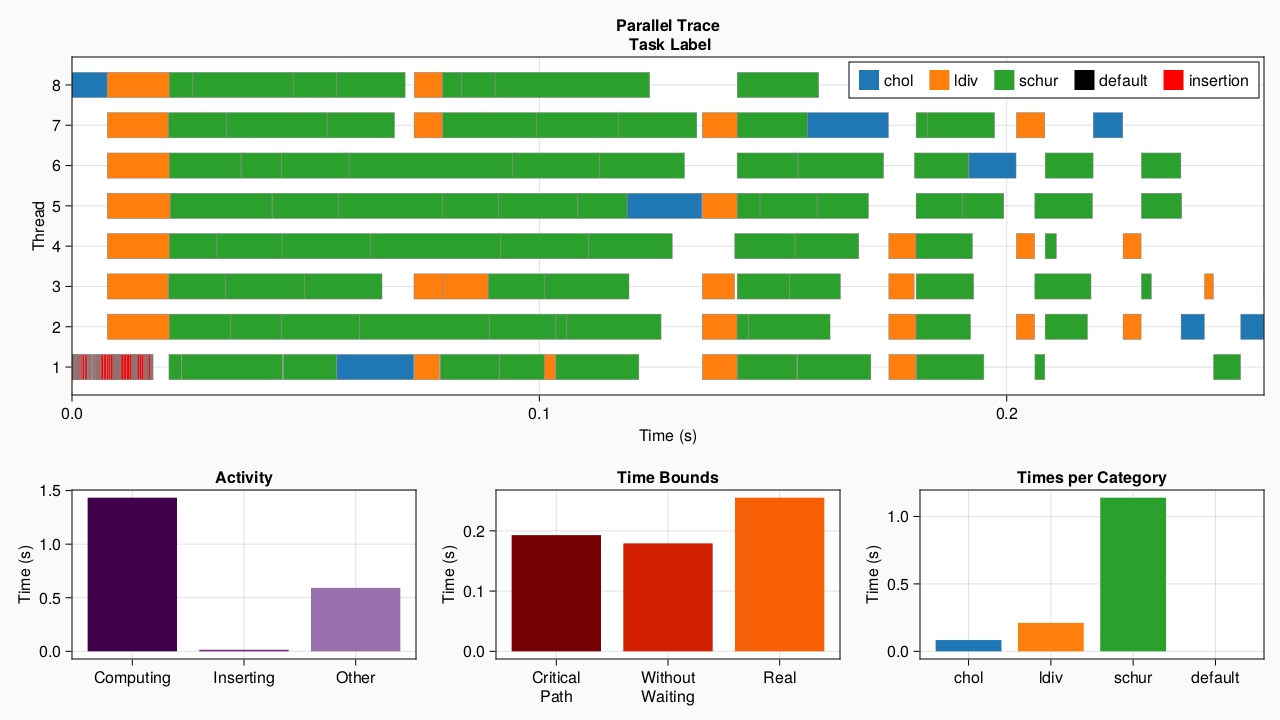 Parallel Trace
Task Label
chol ldiv schur default insertion
Thread
8
7
6
5
4
3
2
1
0.0 0.1 0.2
Time (s)
Activity
Time (s)
1.5
1.0
0.5
0.0
Computing Inserting Other
Time Bounds
Time (s)
0.2
0.1
0.0
Critical Path
Without Waiting
Real
Times per Category
Time (s)
1.0
0.5
0.0
chol ldiv schur default